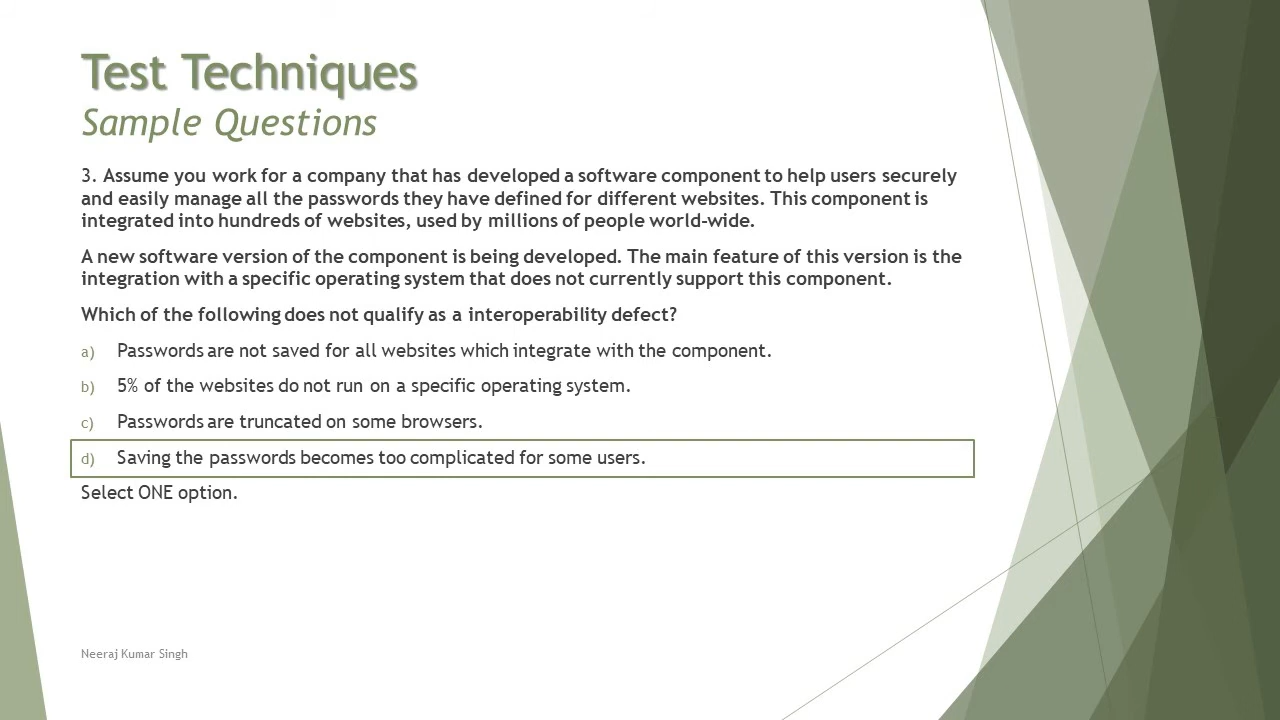 Test Techniques
Sample Questions
3. Assume you work for a company that has developed a software component to help users securely
and easily manage all the passwords they have defined for different websites. This component is
integrated into hundreds of websites, used by millions of people world-wide.
A new software version of the component is being developed. The main feature of this version is the
integration with a specific operating system that does not currently support this component.
Which of the following does not qualify as a interoperability defect?
a) Passwords are not saved for all websites which integrate with the component.
b) 5% of the websites do not run on a specific operating system.
c) Passwords are truncated on some browsers.
d) Saving the passwords becomes too complicated for some users.
Select ONE option.
Neeraj Kumar Singh